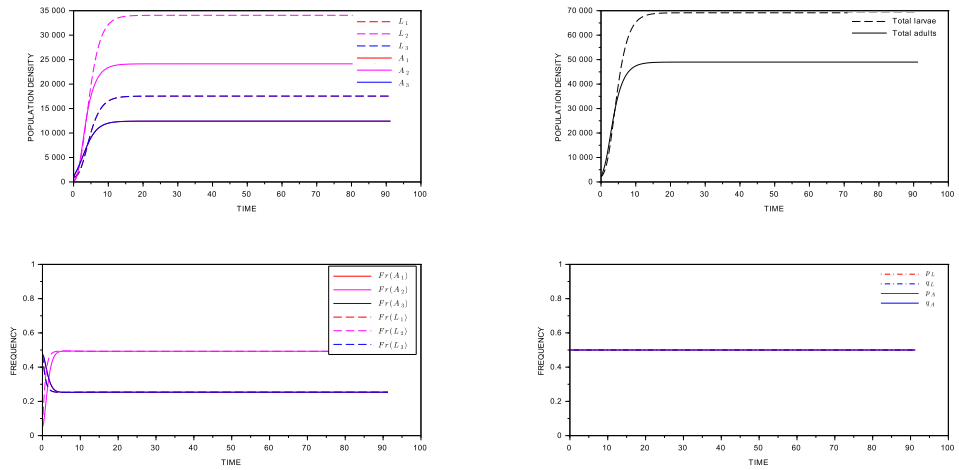 35 000
30 000
25 000
20 000
15 000
10 000
5 000
0
POPULATION DENSITY
0 10 20 30 40 50 60 70 80 90 100
TIME
L₁
L₂
L₃
A₁
A₂
A₃
70 000
60 000
50 000
40 000
30 000
20 000
10 000
0
POPULATION DENSITY
0 10 20 30 40 50 60 70 80 90 100
TIME
Total larvae
Total adults
1
0.8
0.6
0.4
0.2
0
FREQUENCY
0 10 20 30 40 50 60 70 80 90 100
TIME
Fr(A₁)
Fr(A₂)
Fr(A₃)
Fr(L₁)
Fr(L₂)
Fr(L₃)
1
0.8
0.6
0.4
0.2
0
FREQUENCY
0 10 20 30 40 50 60 70 80 90 100
TIME
p_L
q_L
p_A
q_A